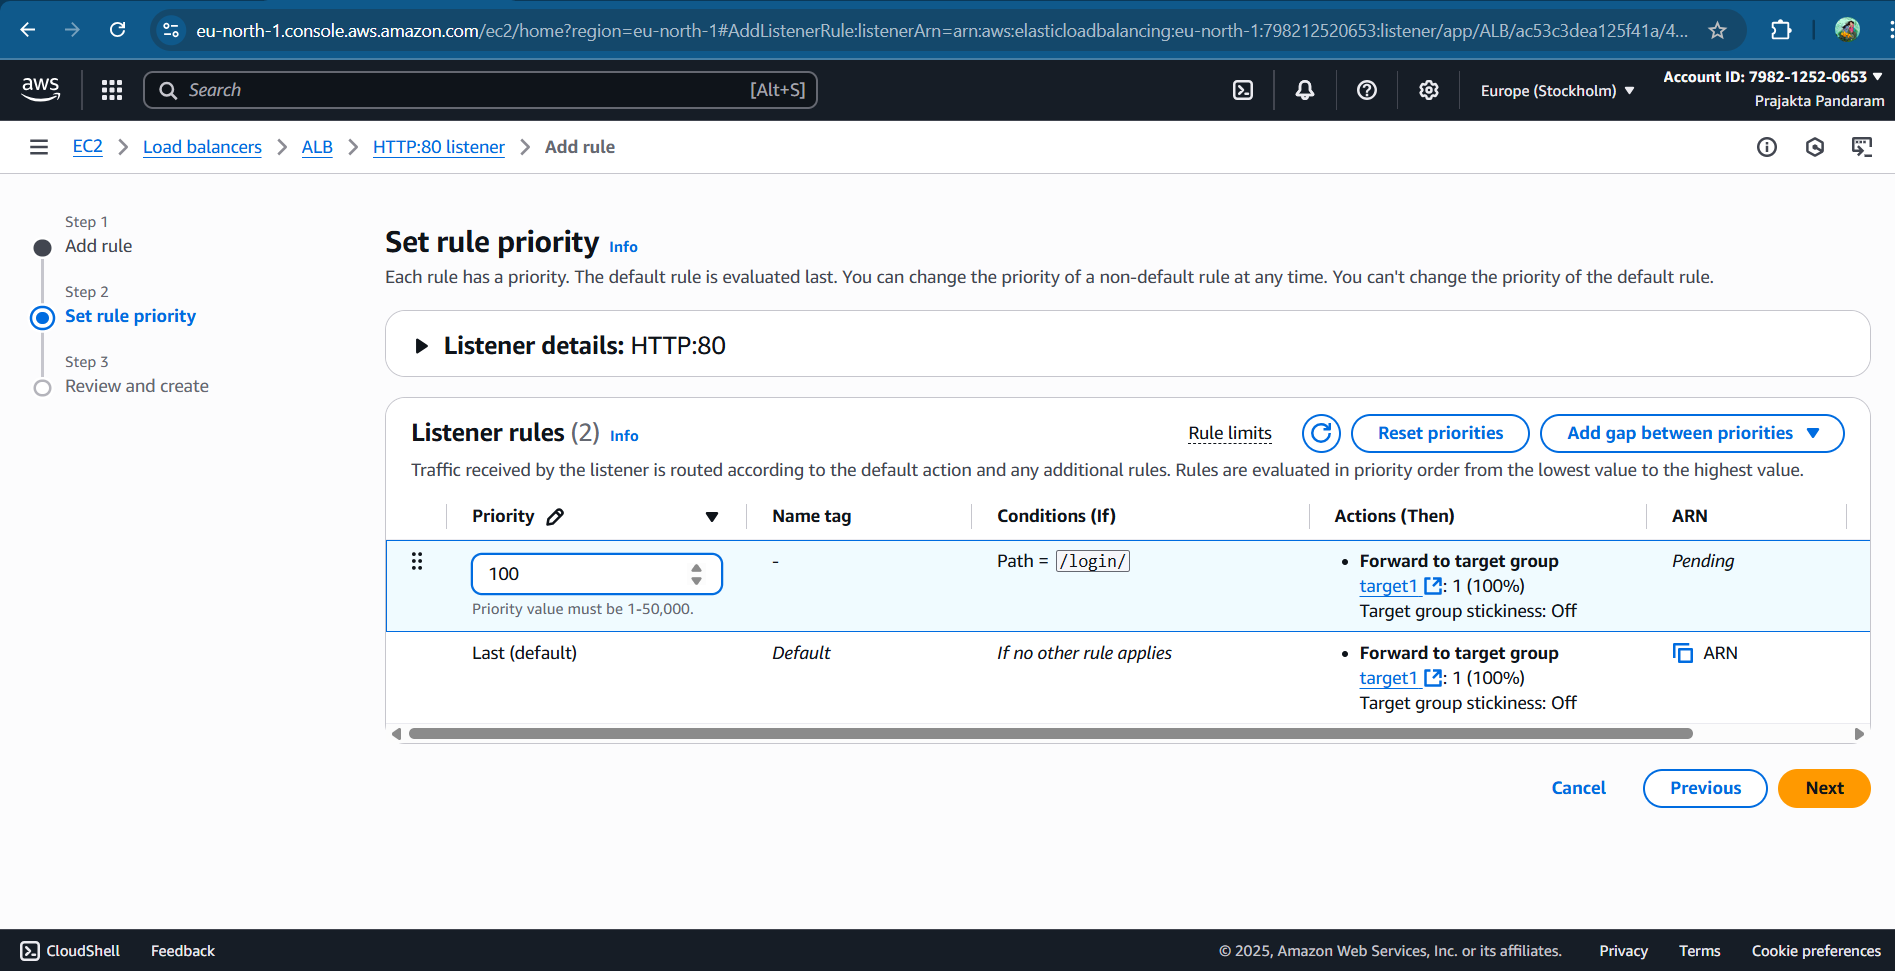 eu-north-1.console.aws.amazon.com/ec2/home?region=eu-north-1#AddListenerRule:listenerArn=arn:aws:elasticloadbalancing:eu-north-1:798212520653:listener/app/ALB/ac53c3dea125f41a/4...
aws
Search
[Alt+S]
Europe (Stockholm)
Account ID: 7982-1252-0653
Prajakta Pandaram
EC2 > Load balancers > ALB > HTTP:80 listener > Add rule
Step 1
Add rule
Step 2
Set rule priority
Step 3
Review and create
Set rule priority Info
Each rule has a priority. The default rule is evaluated last. You can change the priority of a non-default rule at any time. You can't change the priority of the default rule.
Listener details: HTTP:80
Listener rules (2) Info
Rule limits
Reset priorities
Add gap between priorities
Traffic received by the listener is routed according to the default action and any additional rules. Rules are evaluated in priority order from the lowest value to the highest value.
Priority Name tag Conditions (If) Actions (Then) ARN
100
Priority value must be 1-50,000.
-
Path = /login/
• Forward to target group
target1 : 1 (100%)
Target group stickiness: Off
Pending
Last (default)
Default
If no other rule applies
• Forward to target group
target1 : 1 (100%)
Target group stickiness: Off
ARN
Cancel
Previous
Next
CloudShell
Feedback
© 2025, Amazon Web Services, Inc. or its affiliates.
Privacy
Terms
Cookie preferences